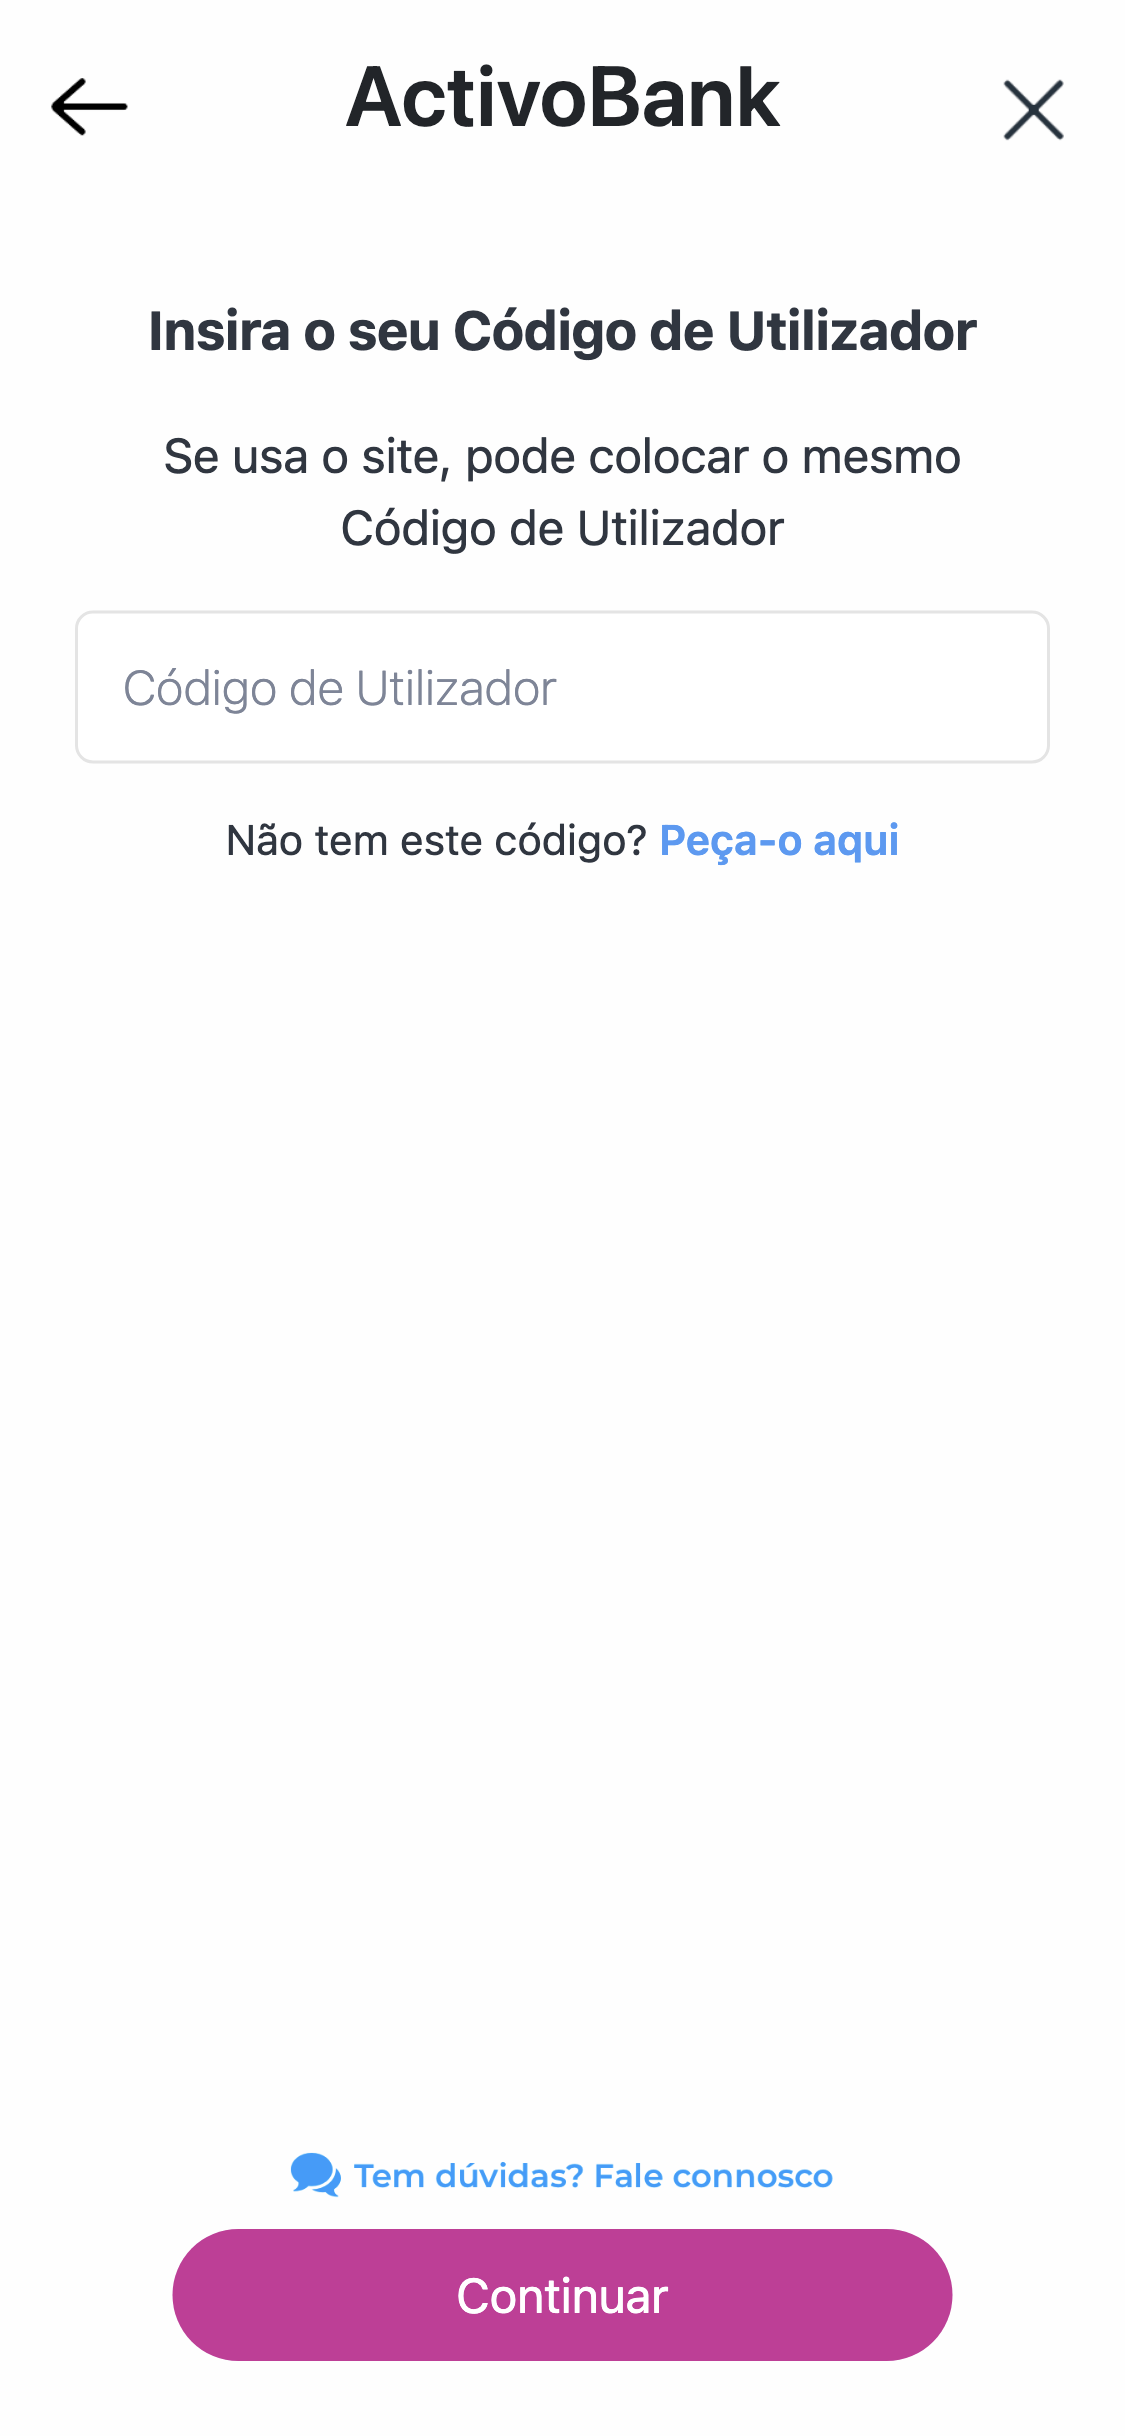 ActivoBank
Insira o seu Código de Utilizador
Se usa o site, pode colocar o mesmo
Código de Utilizador
Código de Utilizador
Não tem este código? Peça-o aqui
Tem dúvidas? Fale connosco
Continuar